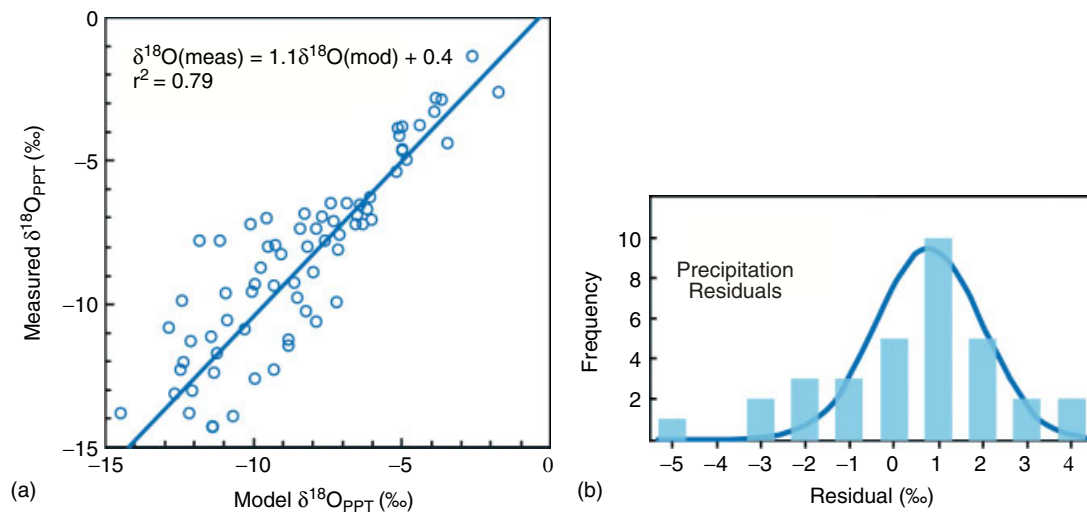 0
−5
−10
−15
Measured δ¹⁸O_PPT (‰)
δ¹⁸O(meas) = 1.1δ¹⁸O(mod) + 0.4
r² = 0.79
−15 −10 −5 0
(a) Model δ¹⁸O_PPT (‰)
10
8
6
4
2
Frequency
Precipitation
Residuals
−5 −4 −3 −2 −1 0 1 2 3 4
(b) Residual (‰)